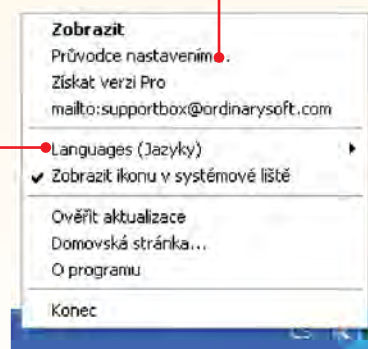 Zobrazit
Průvodce nastavením...
Získat verzi Pro
mailto:supportbox@ordinarysoft.com
Languages (Jazyky)
Zobrazit ikonu v systémové liště
Ověřit aktualizace
Domovská stránka...
O programu
Konec
CS